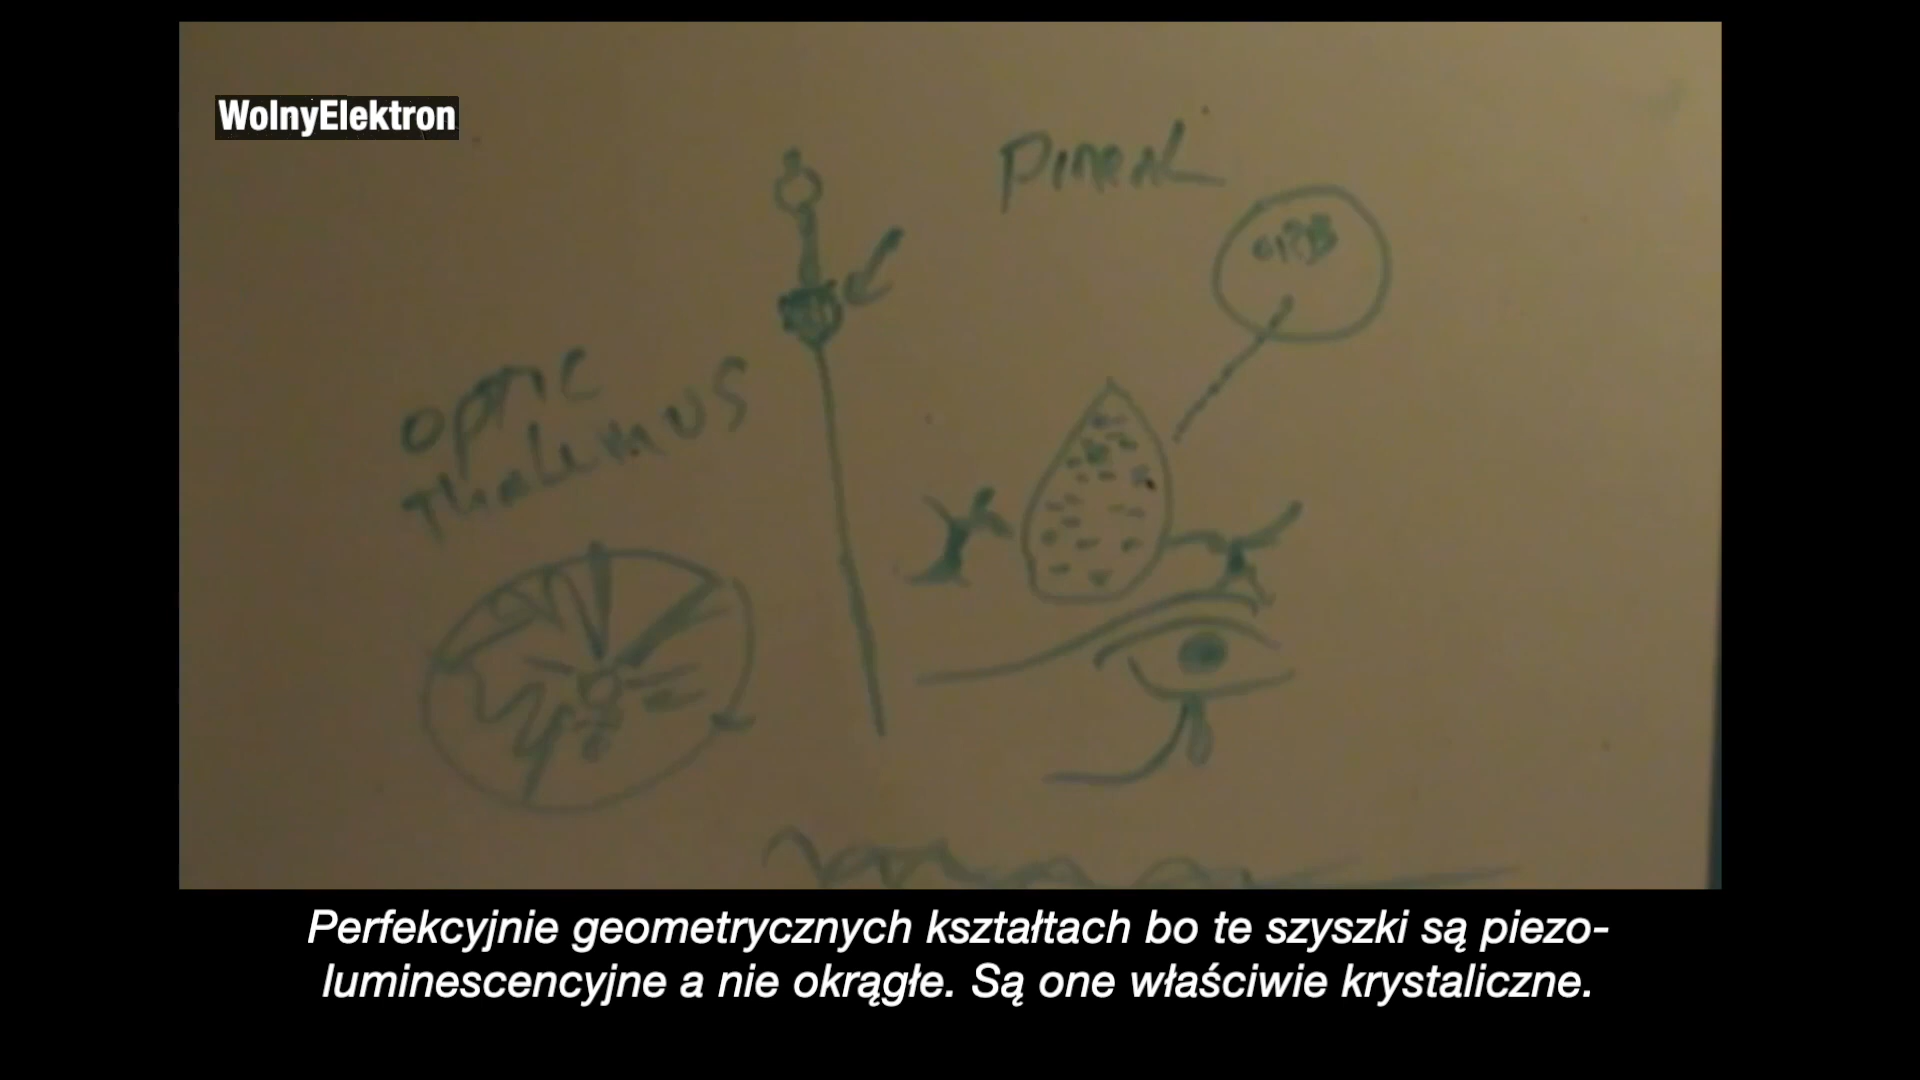 WolnyElektron
PINEAL
ORB
OPTIC
ThaLemUS
Perfekcyjnie geometrycznych kształtach bo te szyszki są piezo-
luminescencyjne a nie okrągłe. Są one właściwie krystaliczne.